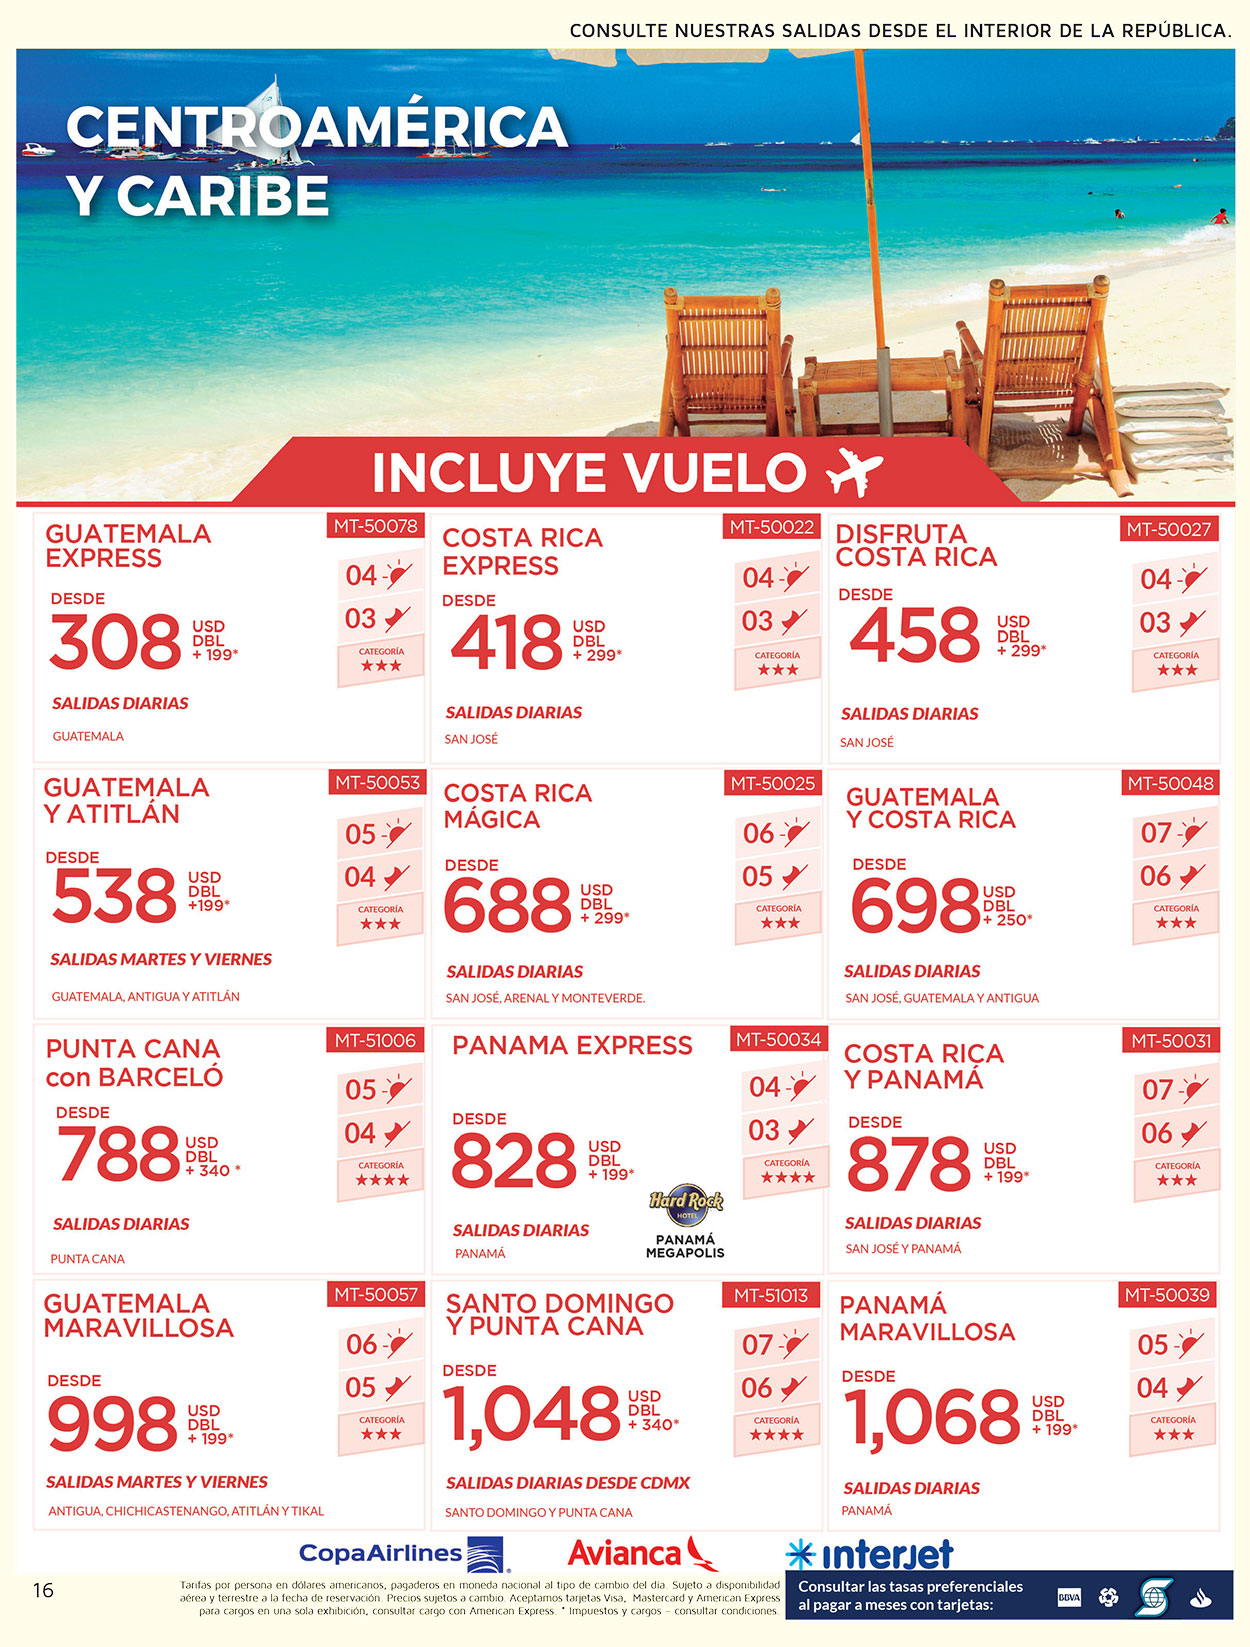 CONSULTE NUESTRAS SALIDAS DESDE EL INTERIOR DE LA REPÚBLICA.
CENTROAMÉRICA
Y CARIBE
INCLUYE VUELO
GUATEMALA
EXPRESS
MT-50078
04
03
CATEGORÍA
DESDE
308
USD
DBL
+ 199*
SALIDAS DIARIAS
GUATEMALA
COSTA RICA
EXPRESS
MT-50022
04
03
CATEGORÍA
DESDE
418
USD
DBL
+ 299*
SALIDAS DIARIAS
SAN JOSÉ
DISFRUTA
COSTA RICA
MT-50027
04
03
CATEGORÍA
DESDE
458
USD
DBL
+ 299*
SALIDAS DIARIAS
SAN JOSÉ
GUATEMALA
Y ATITLÁN
MT-50053
05
04
CATEGORÍA
DESDE
538
USD
DBL
+199*
SALIDAS MARTES Y VIERNES
GUATEMALA, ANTIGUA Y ATITLÁN
COSTA RICA
MÁGICA
MT-50025
06
05
CATEGORÍA
DESDE
688
USD
DBL
+ 299*
SALIDAS DIARIAS
SAN JOSÉ, ARENAL Y MONTEVERDE.
GUATEMALA
Y COSTA RICA
MT-50048
07
06
CATEGORÍA
DESDE
698
USD
DBL
+ 250*
SALIDAS DIARIAS
SAN JOSÉ, GUATEMALA Y ANTIGUA
PUNTA CANA
con BARCELÓ
MT-51006
05
04
CATEGORÍA
DESDE
788
USD
DBL
+ 340 *
SALIDAS DIARIAS
PUNTA CANA
PANAMA EXPRESS
MT-50034
04
03
CATEGORÍA
DESDE
828
USD
DBL
+ 199*
Hard Rock
HOTEL
PANAMÁ
MEGAPOLIS
SALIDAS DIARIAS
PANAMÁ
COSTA RICA
Y PANAMÁ
MT-50031
07
06
CATEGORÍA
DESDE
878
USD
DBL
+ 199*
SALIDAS DIARIAS
SAN JOSÉ Y PANAMÁ
GUATEMALA
MARAVILLOSA
MT-50057
06
05
CATEGORÍA
DESDE
998
USD
DBL
+ 199*
SALIDAS MARTES Y VIERNES
ANTIGUA, CHICHICASTENANGO, ATITLÁN Y TIKAL
SANTO DOMINGO
Y PUNTA CANA
MT-51013
07
06
CATEGORÍA
DESDE
1,048
USD
DBL
+ 340*
SALIDAS DIARIAS DESDE CDMX
SANTO DOMINGO Y PUNTA CANA
PANAMÁ
MARAVILLOSA
MT-50039
05
04
CATEGORÍA
DESDE
1,068
USD
DBL
+ 199*
SALIDAS DIARIAS
PANAMÁ
CopaAirlines
Avianca
interjet
16
Tarifas por persona en dólares americanos, pagaderos en moneda nacional al tipo de cambio del día. Sujeto a disponibilidad
aérea y terrestre a la fecha de reservación. Precios sujetos a cambio. Aceptamos tarjetas Visa, Mastercard y American Express
para cargos en una sola exhibición, consultar cargo con American Express. * Impuestos y cargos – consultar condiciones.
Consultar las tasas preferenciales
al pagar a meses con tarjetas:
BBVA